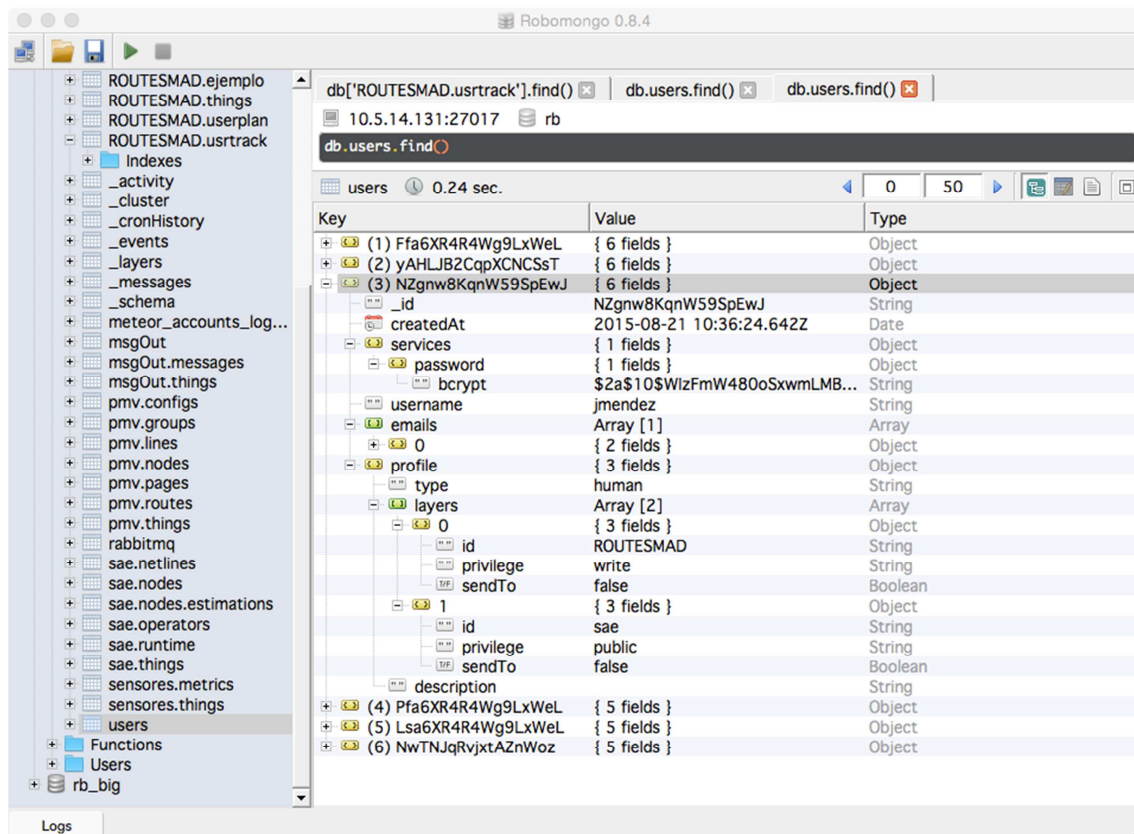 Robomongo 0.8.4
ROUTESMAD.ejemplo
ROUTESMAD.things
ROUTESMAD.userplan
ROUTESMAD.usrtrack
Indexes
_activity
_cluster
_cronHistory
_events
_layers
_messages
_schema
meteor_accounts_log...
msgOut
msgOut.messages
msgOut.things
pmv.configs
pmv.groups
pmv.lines
pmv.nodes
pmv.pages
pmv.routes
pmv.things
rabbitmq
sae.netlines
sae.nodes
sae.nodes.estimations
sae.operators
sae.runtime
sae.things
sensores.metrics
sensores.things
users
Functions
Users
rb_big
Logs
db['ROUTESMAD.usrtrack'].find() db.users.find() db.users.find()
10.5.14.131:27017 rb
db.users.find()
users 0.24 sec. 0 50
Key Value Type
(1) Ffa6XR4R4Wg9LxWeL { 6 fields } Object
(2) yAHLJB2CqpXCNCSsT { 6 fields } Object
(3) NZgnw8KqnW59SpEwJ { 6 fields } Object
_id NZgnw8KqnW59SpEwJ String
createdAt 2015-08-21 10:36:24.642Z Date
services { 1 fields } Object
password { 1 fields } Object
bcrypt $2a$10$WlzFmW480oSxwmLMB... String
username jmendez String
emails Array [1] Array
0 { 2 fields } Object
profile { 3 fields } Object
type human String
layers Array [2] Array
0 { 3 fields } Object
id ROUTESMAD String
privilege write String
sendTo false Boolean
1 { 3 fields } Object
id sae String
privilege public String
sendTo false Boolean
description String
(4) Pfa6XR4R4Wg9LxWeL { 5 fields } Object
(5) Lsa6XR4R4Wg9LxWeL { 5 fields } Object
(6) NwTNJqRvjxtAZnWoz { 5 fields } Object